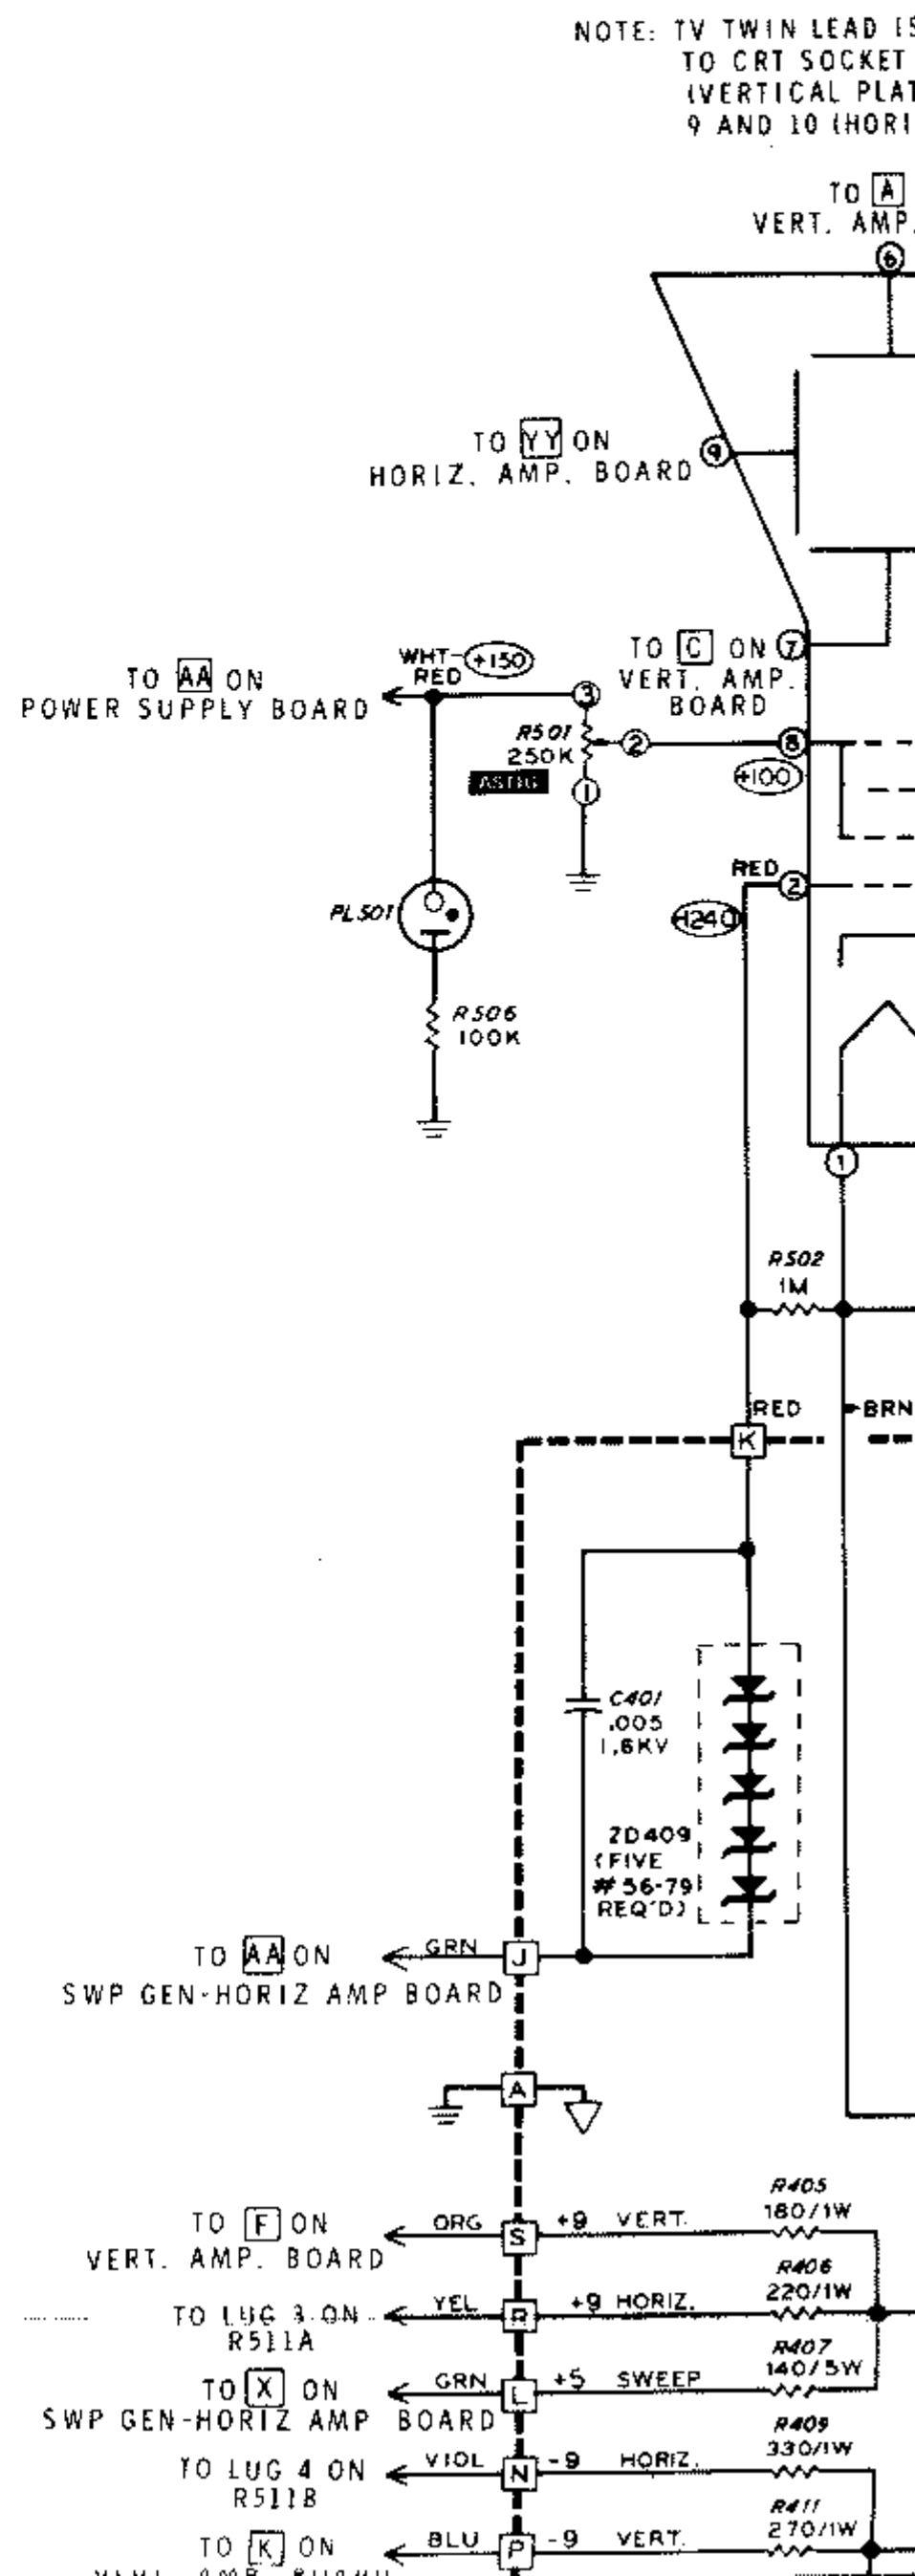 NOTE: TV TWIN LEAD IS
TO CRT SOCKET
(VERTICAL PLAT
9 AND 10 (HORI
TO A
VERT. AMP.
6
TO YY ON
HORIZ. AMP. BOARD
9
TO C ON
VERT. AMP.
BOARD
7
WHT-
RED
+150
TO AA ON
POWER SUPPLY BOARD
3
R501
250K
2
8
ASTIG
1
+100
RED
2
PL501
R506
100K
1
R502
1M
RED
BRN
K
C401
.005
1.6KV
ZD409
(FIVE
# 56-79
REQ'D)
TO AA ON
SWP GEN-HORIZ AMP BOARD
GRN
J
A
R405
180/1W
TO F ON
VERT. AMP. BOARD
ORG
S
+9 VERT.
R406
220/1W
TO LUG 3 ON
R511A
YEL
R
+9 HORIZ.
R407
140/5W
TO X ON
SWP GEN-HORIZ AMP BOARD
GRN
L
+5 SWEEP
R409
330/1W
TO LUG 4 ON
R511B
VIOL
N
-9 HORIZ.
R411
270/1W
TO K ON
BLU
P
-9 VERT.